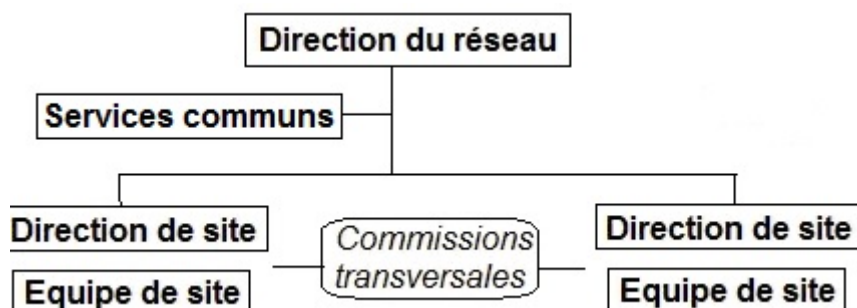 Direction du réseau
Services communs
Direction de site
Equipe de site
Commissions
transversales
Direction de site
Equipe de site